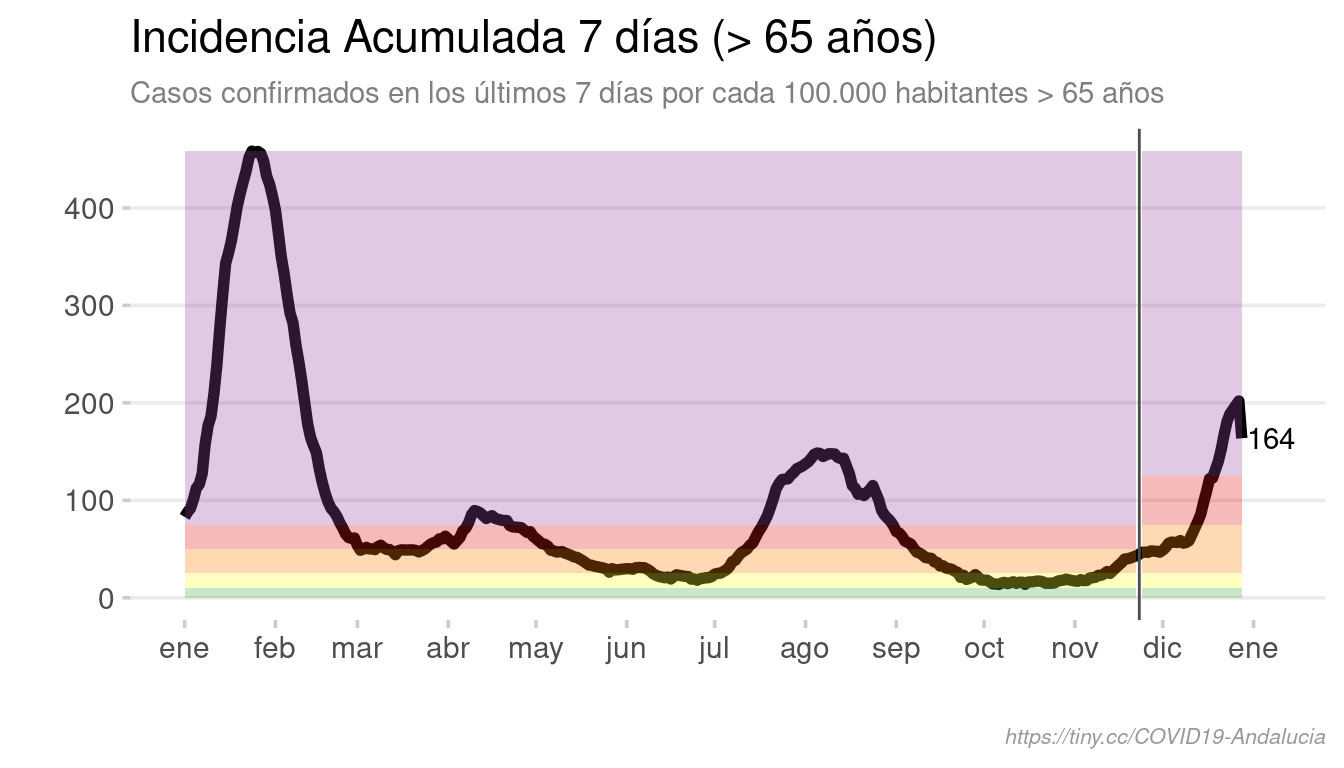 Incidencia Acumulada 7 días (> 65 años)
Casos confirmados en los últimos 7 días por cada 100.000 habitantes > 65 años
400
300
200
164
100
0
ene feb mar abr may jun jul ago sep oct nov dic ene
https://tiny.cc/COVID19-Andalucia